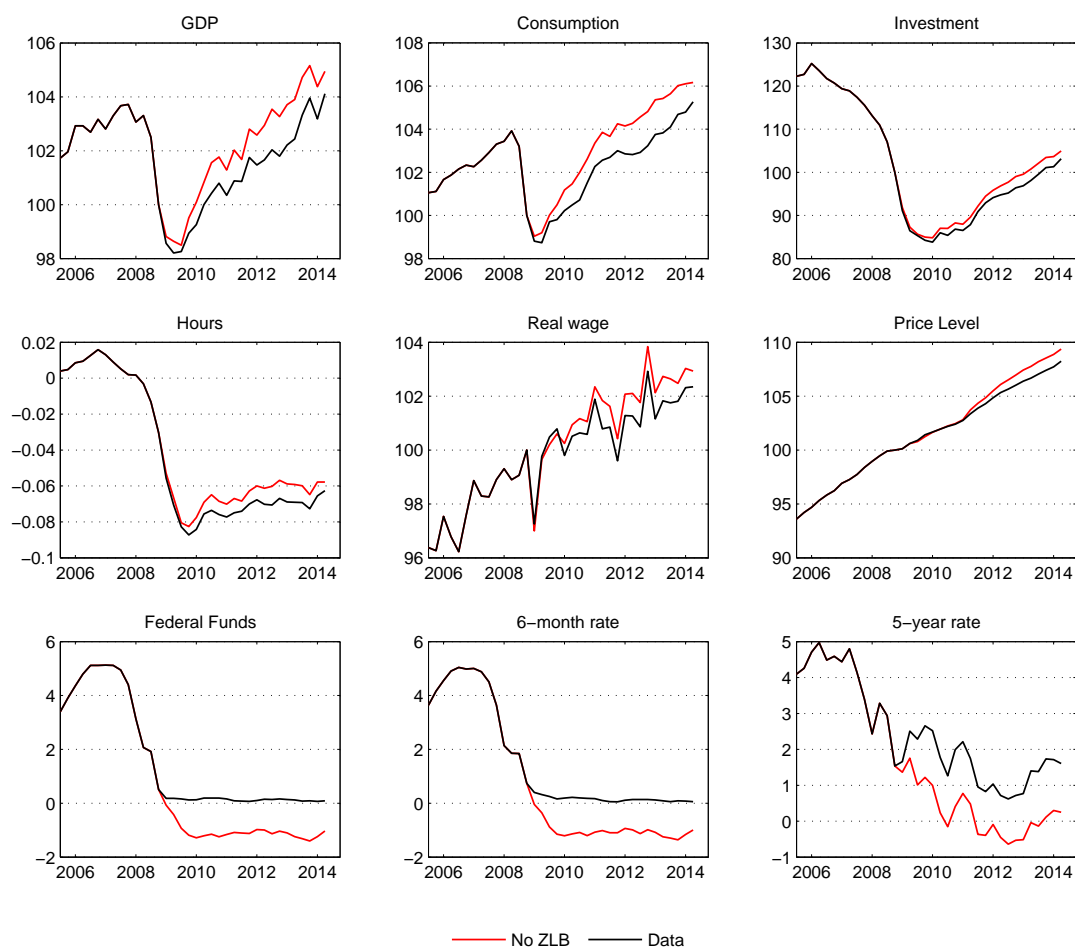 GDP
Consumption
Investment
106
104
102
100
98
2006 2008 2010 2012 2014
108
106
104
102
100
98
2006 2008 2010 2012 2014
130
120
110
100
90
80
2006 2008 2010 2012 2014
Hours
Real wage
Price Level
0.02
0
−0.02
−0.04
−0.06
−0.08
−0.1
2006 2008 2010 2012 2014
104
102
100
98
96
2006 2008 2010 2012 2014
110
105
100
95
90
2006 2008 2010 2012 2014
Federal Funds
6−month rate
5−year rate
6
4
2
0
−2
2006 2008 2010 2012 2014
6
4
2
0
−2
2006 2008 2010 2012 2014
5
4
3
2
1
0
−1
2006 2008 2010 2012 2014
No ZLB
Data